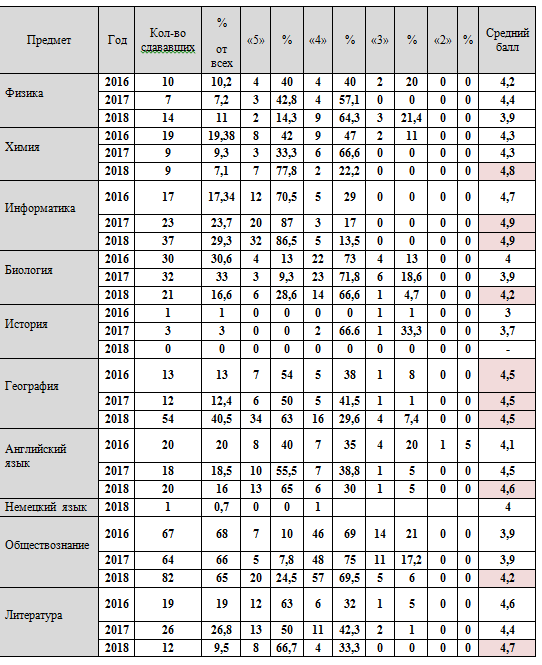 Предмет Год Кол-во сдававших % от всех «5» % «4» % «3» % «2» % Средний балл
Физика 2016 10 10,2 4 40 4 40 2 20 0 0 4,2
2017 7 7,2 3 42,8 4 57,1 0 0 0 0 4,4
2018 14 11 2 14,3 9 64,3 3 21,4 0 0 3,9
Химия 2016 19 19,38 8 42 9 47 2 11 0 0 4,3
2017 9 9,3 3 33,3 6 66,6 0 0 0 0 4,3
2018 9 7,1 7 77,8 2 22,2 0 0 0 0 4,8
Информатика 2016 17 17,34 12 70,5 5 29 0 0 0 0 4,7
2017 23 23,7 20 87 3 17 0 0 0 0 4,9
2018 37 29,3 32 86,5 5 13,5 0 0 0 0 4,9
Биология 2016 30 30,6 4 13 22 73 4 13 0 0 4
2017 32 33 3 9,3 23 71,8 6 18,6 0 0 3,9
2018 21 16,6 6 28,6 14 66,6 1 4,7 0 0 4,2
История 2016 1 1 0 0 0 0 1 1 0 0 3
2017 3 3 0 0 2 66.6 1 33,3 0 0 3,7
2018 0 0 0 0 0 0 0 0 0 0 -
География 2016 13 13 7 54 5 38 1 8 0 0 4,5
2017 12 12,4 6 50 5 41,5 1 1 0 0 4,5
2018 54 40,5 34 63 16 29,6 4 7,4 0 0 4,5
Английский язык 2016 20 20 8 40 7 35 4 20 1 5 4,1
2017 18 18,5 10 55,5 7 38,8 1 5 0 0 4,5
2018 20 16 13 65 6 30 1 5 0 0 4,6
Немецкий язык 2018 1 0,7 0 0 1 4
Обществознание 2016 67 68 7 10 46 69 14 21 0 0 3,9
2017 64 66 5 7,8 48 75 11 17,2 0 0 3,9
2018 82 65 20 24,5 57 69,5 5 6 0 0 4,2
Литература 2016 19 19 12 63 6 32 1 5 0 0 4,6
2017 26 26,8 13 50 11 42,3 2 1 0 0 4,4
2018 12 9,5 8 66,7 4 33,3 0 0 0 0 4,7